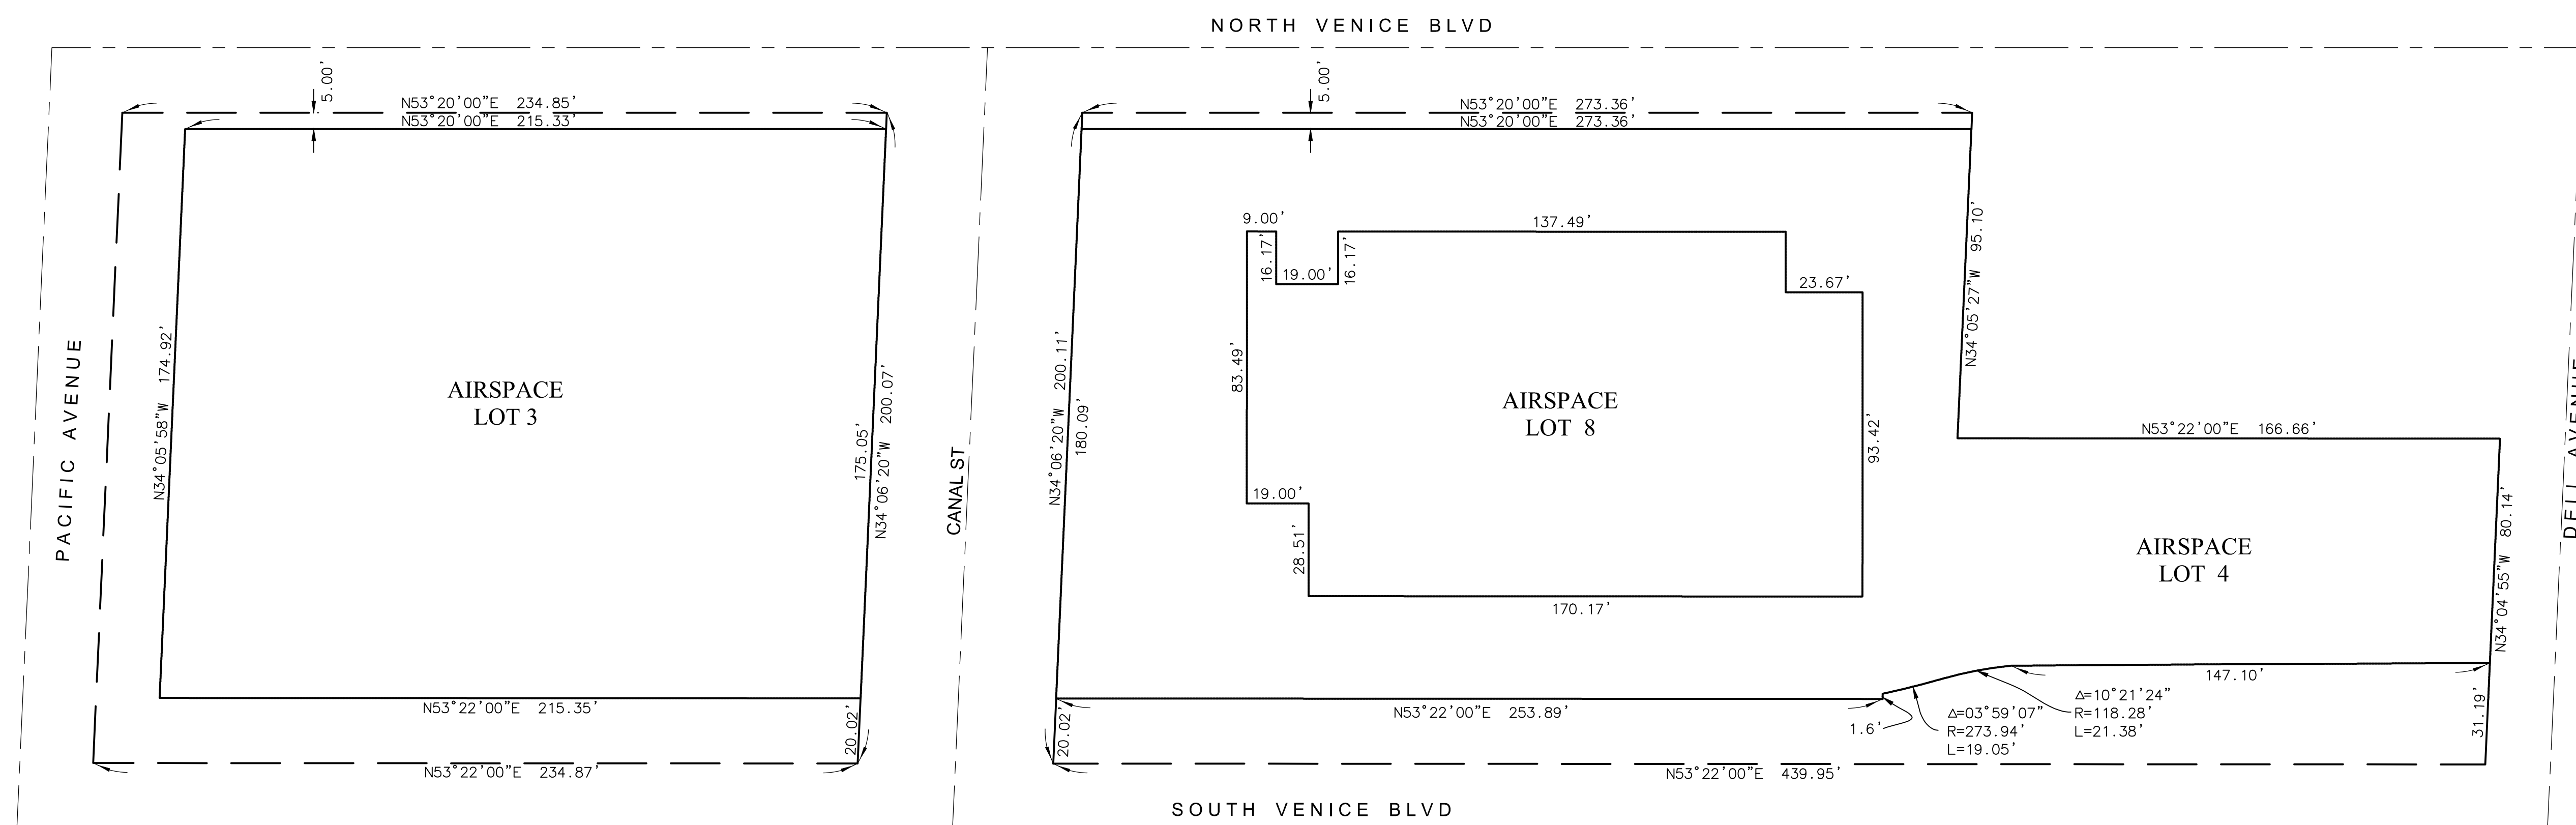 NORTH VENICE BLVD
5.00'
N53°20'00"E 234.85'
N53°20'00"E 215.33'
PACIFIC AVENUE
N34°05'58"W 174.92'
AIRSPACE
LOT 3
175.05'
N34°06'20"W 200.07'
N53°22'00"E 215.35'
20.02'
N53°22'00"E 234.87'
CANAL ST
5.00'
N53°20'00"E 273.36'
N53°20'00"E 273.36'
N34°06'20"W 200.11'
180.09'
9.00'
16.17'
19.00'
16.17'
137.49'
23.67'
83.49'
AIRSPACE
LOT 8
93.42'
19.00'
28.51'
170.17'
N34°05'27"W 95.10'
N53°22'00"E 166.66'
AIRSPACE
LOT 4
N34°04'55"W 80.14'
147.10'
31.19'
20.02'
N53°22'00"E 253.89'
1.6'
Δ=03°59'07"
R=273.94'
L=19.05'
Δ=10°21'24"
R=118.28'
L=21.38'
N53°22'00"E 439.95'
DELL AVENUE
SOUTH VENICE BLVD